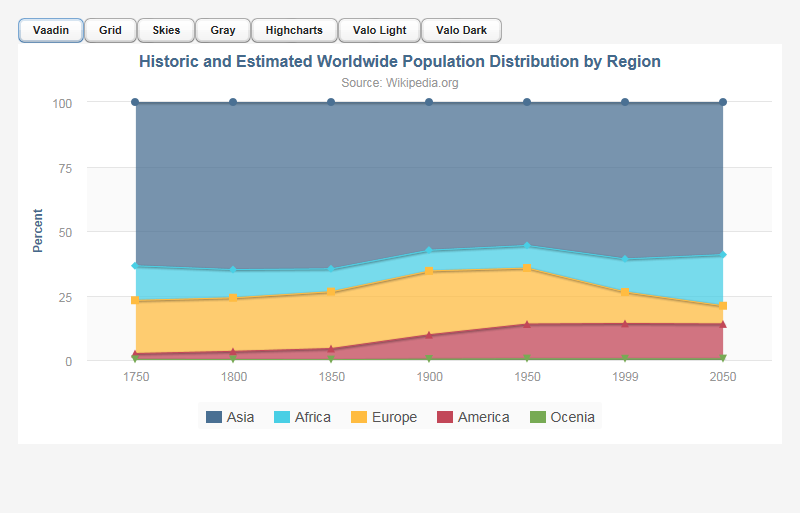 Vaadin Grid Skies Gray Highcharts Valo Light Valo Dark
Historic and Estimated Worldwide Population Distribution by Region
Source: Wikipedia.org
Percent
100
75
50
25
0
1750 1800 1850 1900 1950 1999 2050
Asia Africa Europe America Ocenia